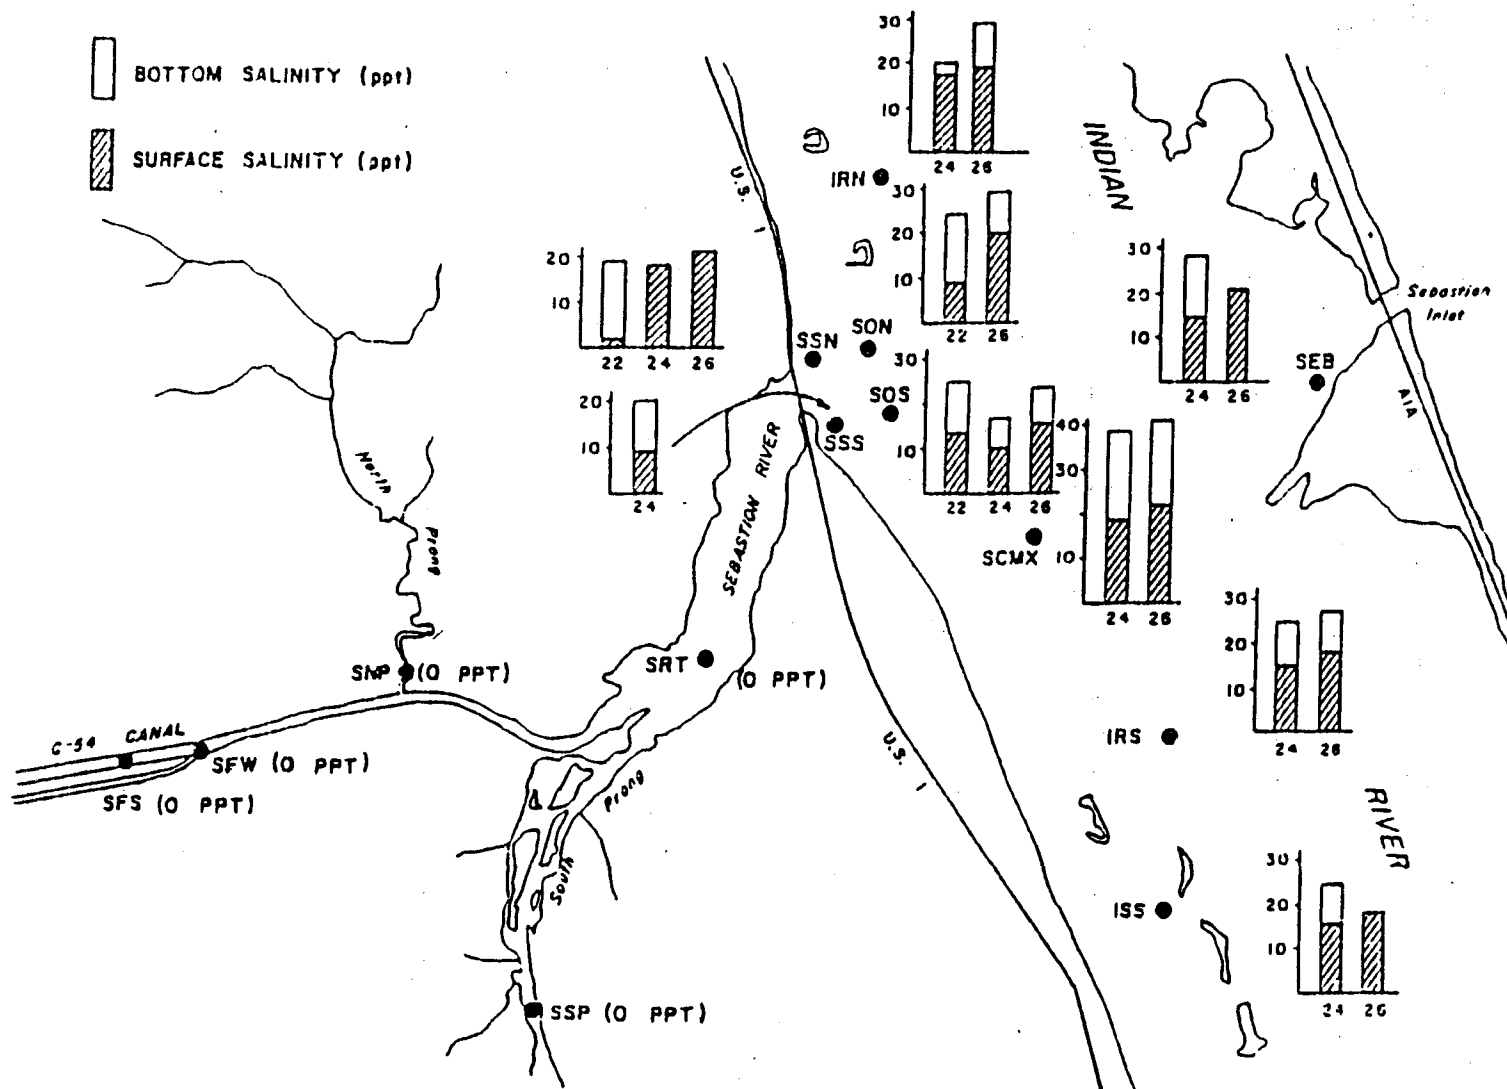 BOTTOM SALINITY (ppt)
SURFACE SALINITY (ppt)
30
20
10
24 26
IRN
30
20
10
22 26
INDIAN
U.S. 1
20
10
22 24 26
SSN
SON
30
20
10
24 26
Sebastian
Inlet
SEB
A1A
20
10
24
SOS
SSS
30
10
22 24 26
40
30
10
24 26
SCMX
North
Prong
SEBASTIAN RIVER
SRT
(0 PPT)
SNP (0 PPT)
C-54 CANAL
SFW (0 PPT)
SFS (0 PPT)
South
Prong
U.S. 1
30
20
10
24 26
IRS
RIVER
30
20
10
24 26
ISS
SSP (0 PPT)